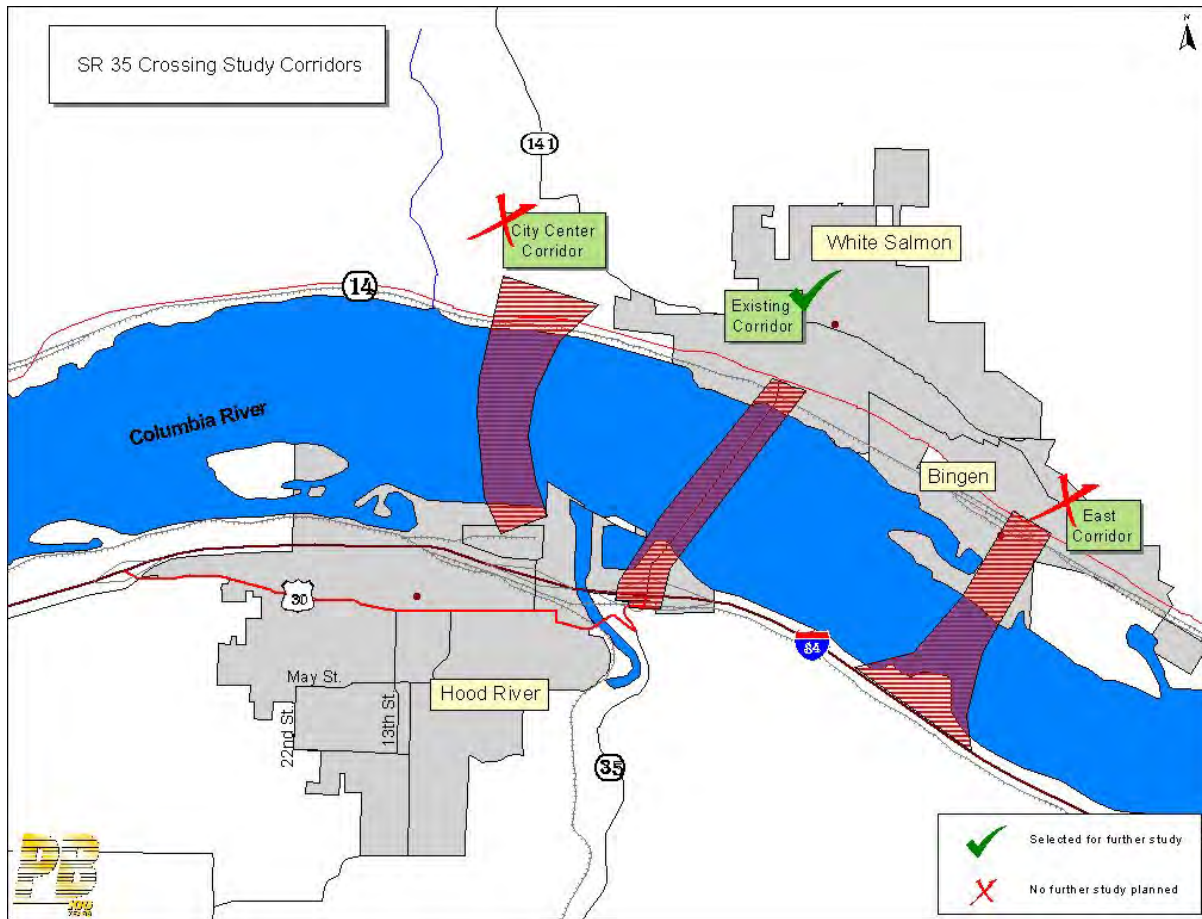 N
SR 35 Crossing Study Corridors
141
City Center
Corridor
White Salmon
14
Existing
Corridor
Columbia River
Bingen
East
Corridor
30
84
May St.
Hood River
22nd St.
13th St.
35
PB
Selected for further study
No further study planned